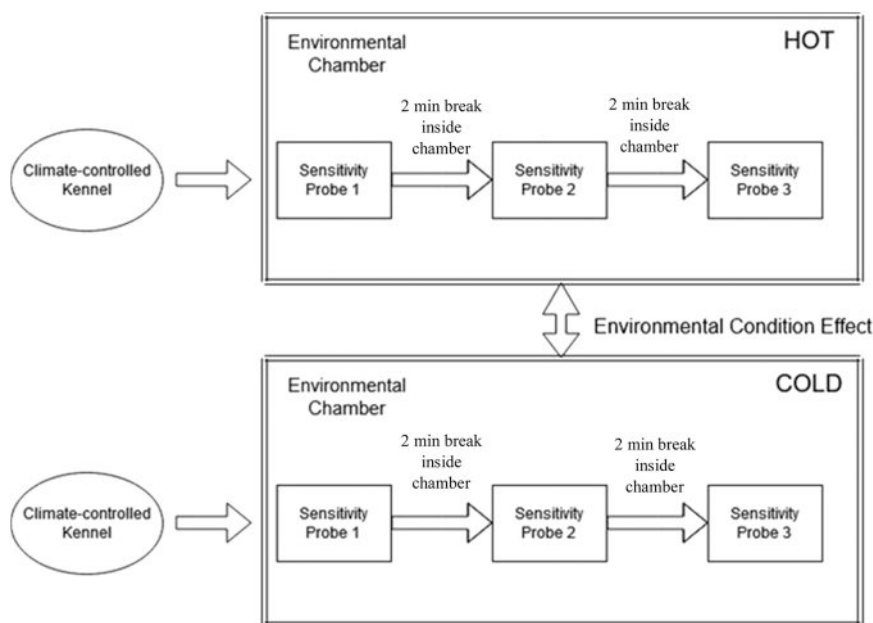 Environmental
Chamber
HOT
2 min break
inside
chamber
2 min break
inside
chamber
Climate-controlled
Kennel
Sensitivity
Probe 1
Sensitivity
Probe 2
Sensitivity
Probe 3
Environmental Condition Effect
Environmental
Chamber
COLD
2 min break
inside
chamber
2 min break
inside
chamber
Climate-controlled
Kennel
Sensitivity
Probe 1
Sensitivity
Probe 2
Sensitivity
Probe 3